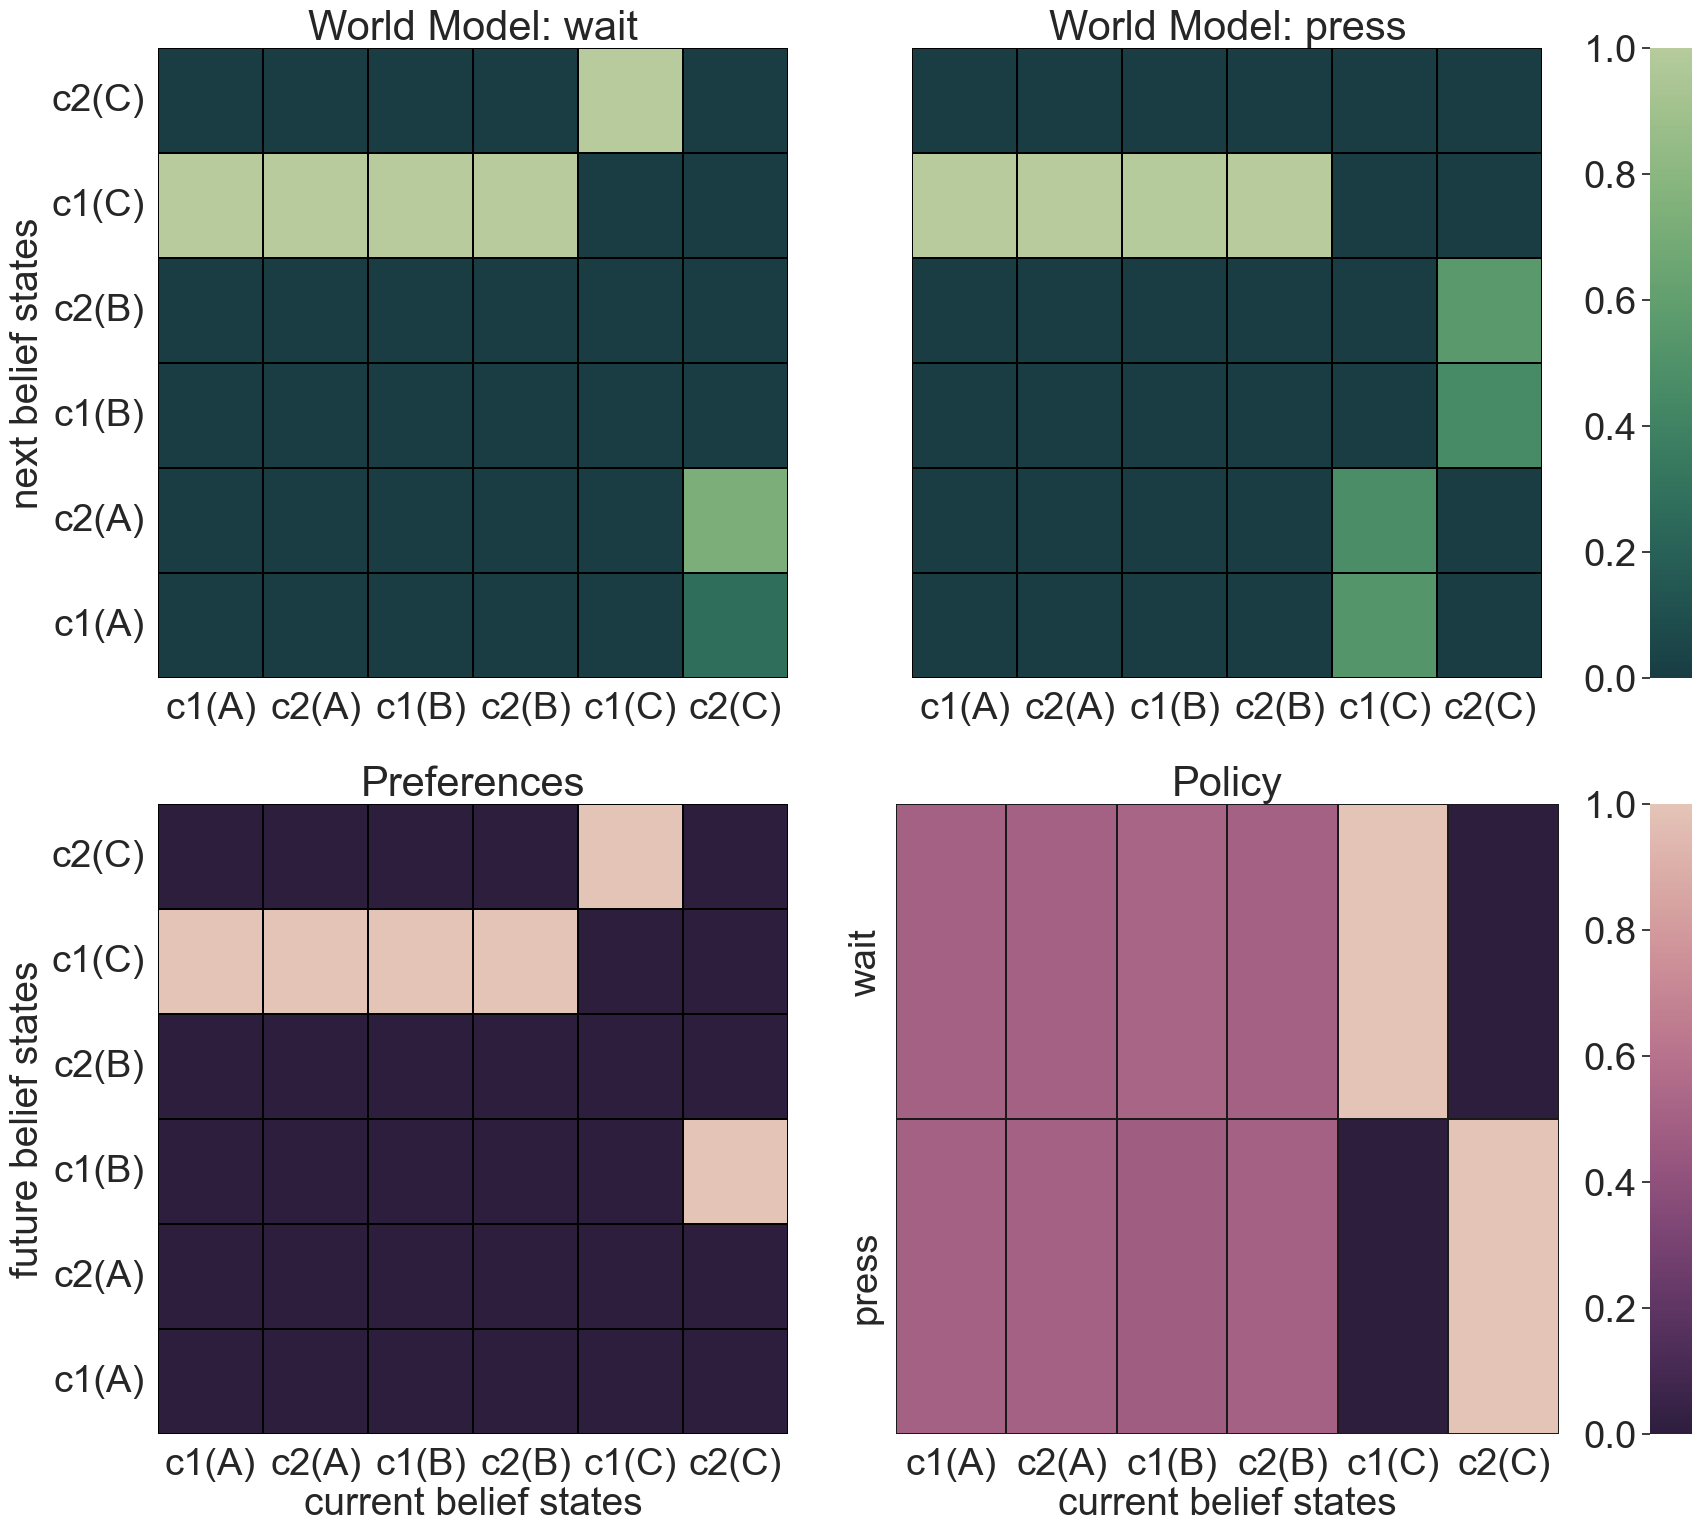 World Model: wait
World Model: press
next belief states
c2(C)
c1(C)
c2(B)
c1(B)
c2(A)
c1(A)
c1(A) c2(A) c1(B) c2(B) c1(C) c2(C)
c1(A) c2(A) c1(B) c2(B) c1(C) c2(C)
1.0
0.8
0.6
0.4
0.2
0.0
Preferences
Policy
future belief states
c2(C)
c1(C)
c2(B)
c1(B)
c2(A)
c1(A)
c1(A) c2(A) c1(B) c2(B) c1(C) c2(C)
current belief states
wait
press
c1(A) c2(A) c1(B) c2(B) c1(C) c2(C)
current belief states
1.0
0.8
0.6
0.4
0.2
0.0